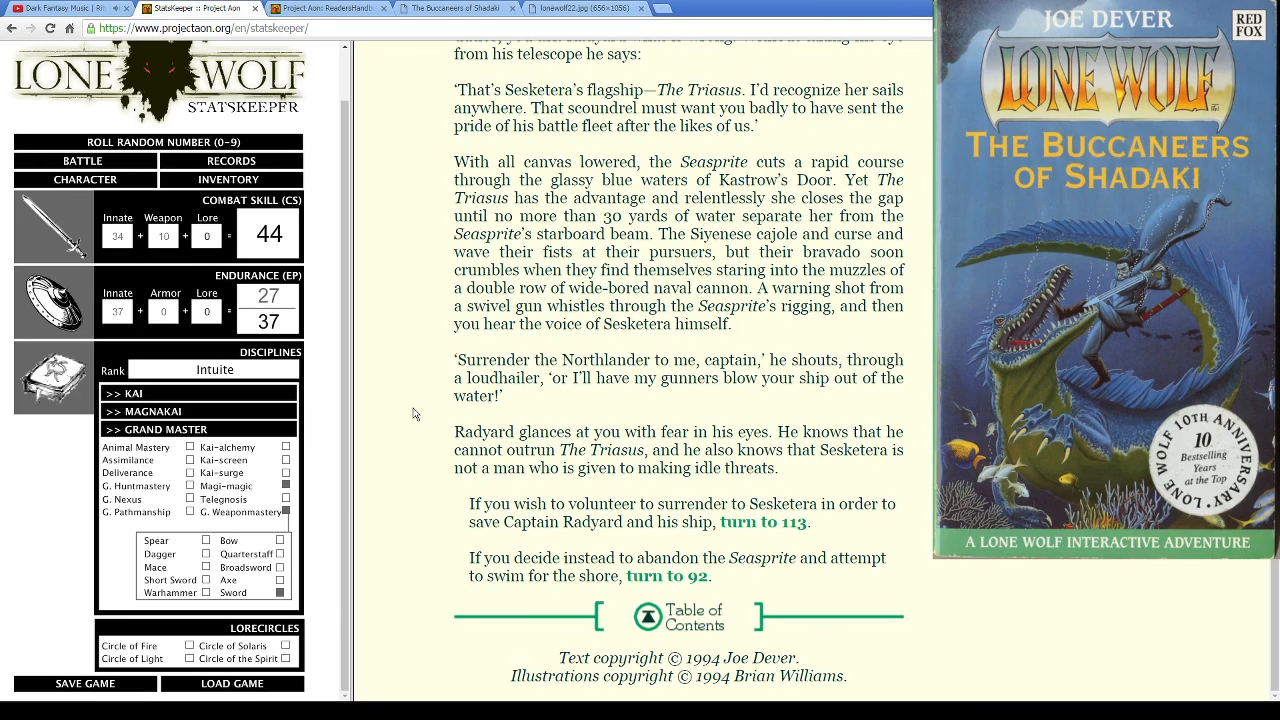 Dark Fantasy Music | Rit
StatsKeeper :: Project Aon
Project Aon: ReadersHandb
The Buccaneers of Shadaki
lonewolf22.jpg (656×1056)
https://www.projectaon.org/en/statskeeper/
LONE WOLF
STATSKEEPER
ROLL RANDOM NUMBER (0-9)
BATTLE RECORDS
CHARACTER INVENTORY
COMBAT SKILL (CS)
Innate Weapon Lore
34 + 10 + 0 = 44
ENDURANCE (EP)
Innate Armor Lore
27
37 + 0 + 0 = 37
DISCIPLINES
Rank Intuite
>> KAI
>> MAGNAKAI
>> GRAND MASTER
Animal Mastery Kai-alchemy
Assimilance Kai-screen
Deliverance Kai-surge
G. Huntmastery Magi-magic
G. Nexus Telegnosis
G. Pathmanship G. Weaponmastery
Spear Bow
Dagger Quarterstaff
Mace Broadsword
Short Sword Axe
Warhammer Sword
LORECIRCLES
Circle of Fire Circle of Solaris
Circle of Light Circle of the Spirit
SAVE GAME LOAD GAME
from his telescope he says:
‘That’s Sesketera’s flagship—The Triasus. I’d recognize her sails
anywhere. That scoundrel must want you badly to have sent the
pride of his battle fleet after the likes of us.’
With all canvas lowered, the Seasprite cuts a rapid course
through the glassy blue waters of Kastrow’s Door. Yet The
Triasus has the advantage and relentlessly she closes the gap
until no more than 30 yards of water separate her from the
Seasprite’s starboard beam. The Siyenese cajole and curse and
wave their fists at their pursuers, but their bravado soon
crumbles when they find themselves staring into the muzzles of
a double row of wide-bored naval cannon. A warning shot from
a swivel gun whistles through the Seasprite’s rigging, and then
you hear the voice of Sesketera himself.
‘Surrender the Northlander to me, captain,’ he shouts, through
a loudhailer, ‘or I’ll have my gunners blow your ship out of the
water!’
Radyard glances at you with fear in his eyes. He knows that he
cannot outrun The Triasus, and he also knows that Sesketera is
not a man who is given to making idle threats.
If you wish to volunteer to surrender to Sesketera in order to
save Captain Radyard and his ship, turn to 113.
If you decide instead to abandon the Seasprite and attempt
to swim for the shore, turn to 92.
Table of
Contents
Text copyright © 1994 Joe Dever.
Illustrations copyright © 1994 Brian Williams.
JOE DEVER
RED
FOX
LONE WOLF
THE BUCCANEERS
OF SHADAKI
LONE WOLF 10TH ANNIVERSARY
10
Bestselling
Years
at the Top
A LONE WOLF INTERACTIVE ADVENTURE